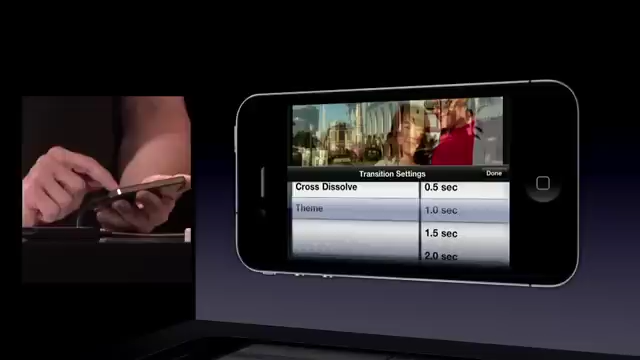 Transition Settings
Done
Cross Dissolve
0.5 sec
Theme
1.0 sec
1.5 sec
2.0 sec